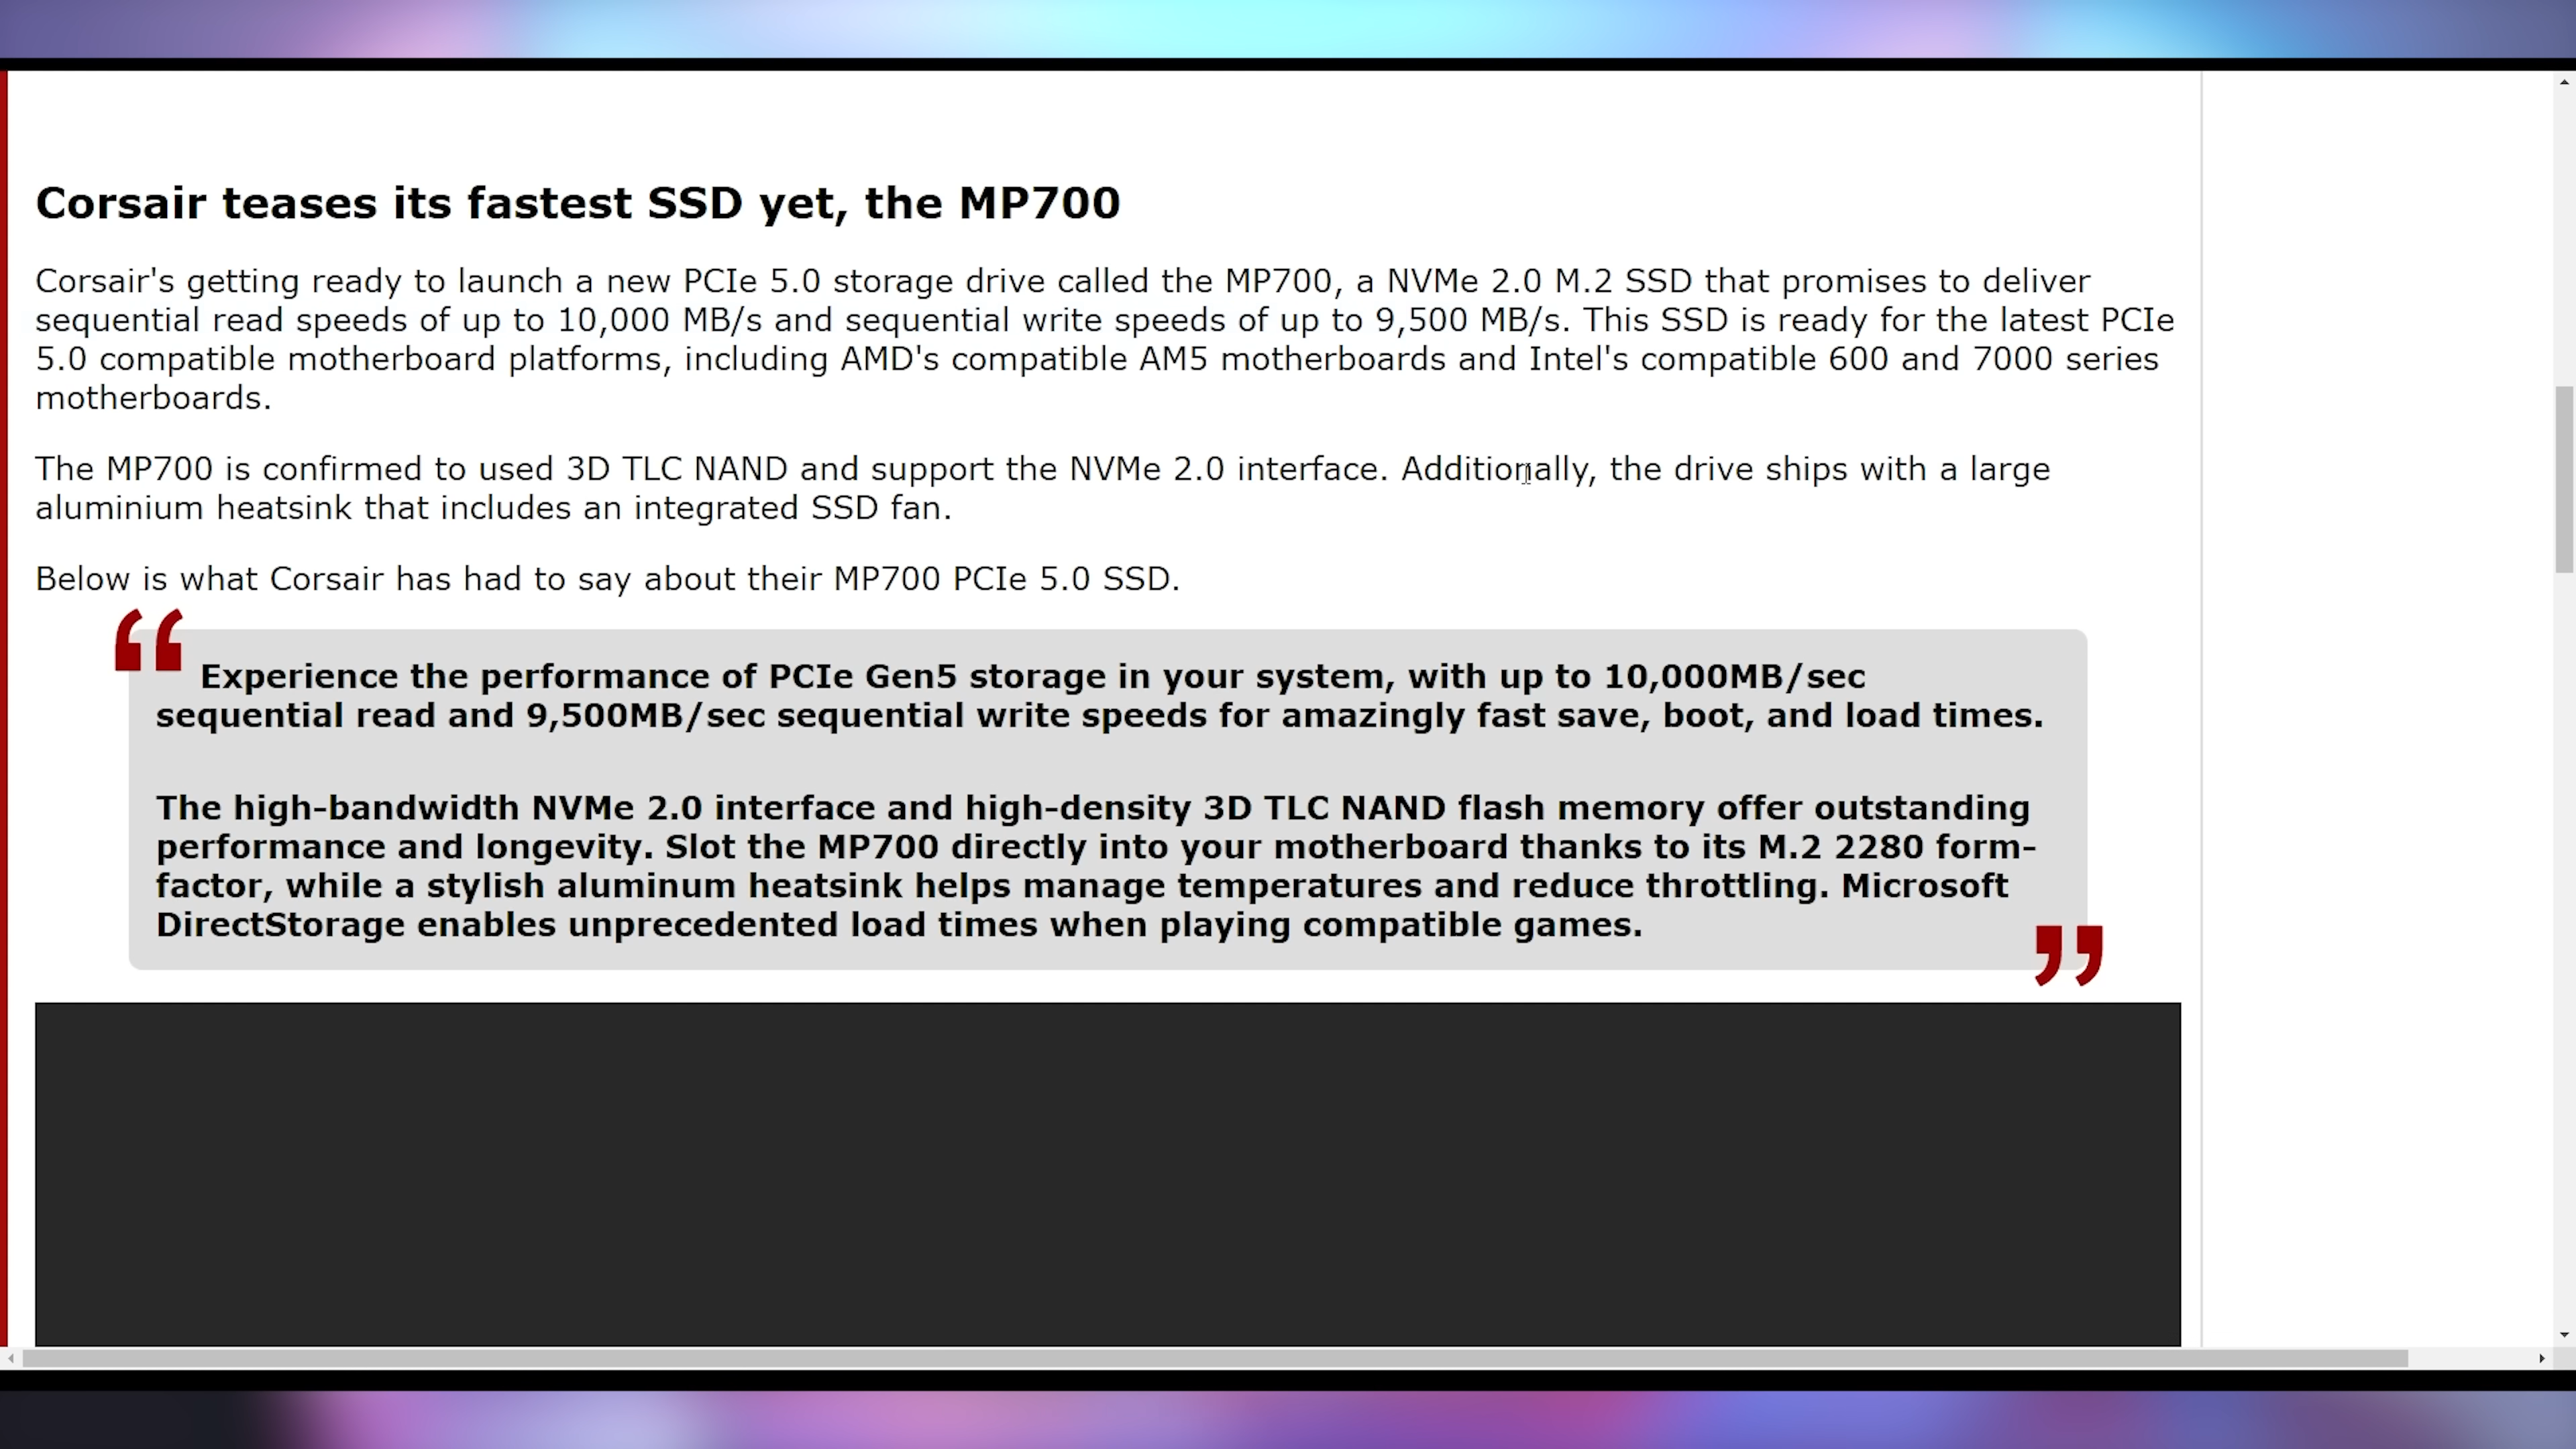 Corsair teases its fastest SSD yet, the MP700
Corsair's getting ready to launch a new PCIe 5.0 storage drive called the MP700, a NVMe 2.0 M.2 SSD that promises to deliver
sequential read speeds of up to 10,000 MB/s and sequential write speeds of up to 9,500 MB/s. This SSD is ready for the latest PCIe
5.0 compatible motherboard platforms, including AMD's compatible AM5 motherboards and Intel's compatible 600 and 7000 series
motherboards.
The MP700 is confirmed to used 3D TLC NAND and support the NVMe 2.0 interface. Additionally, the drive ships with a large
aluminium heatsink that includes an integrated SSD fan.
Below is what Corsair has had to say about their MP700 PCIe 5.0 SSD.
“ Experience the performance of PCIe Gen5 storage in your system, with up to 10,000MB/sec
sequential read and 9,500MB/sec sequential write speeds for amazingly fast save, boot, and load times.
The high-bandwidth NVMe 2.0 interface and high-density 3D TLC NAND flash memory offer outstanding
performance and longevity. Slot the MP700 directly into your motherboard thanks to its M.2 2280 form-
factor, while a stylish aluminum heatsink helps manage temperatures and reduce throttling. Microsoft
DirectStorage enables unprecedented load times when playing compatible games. ”